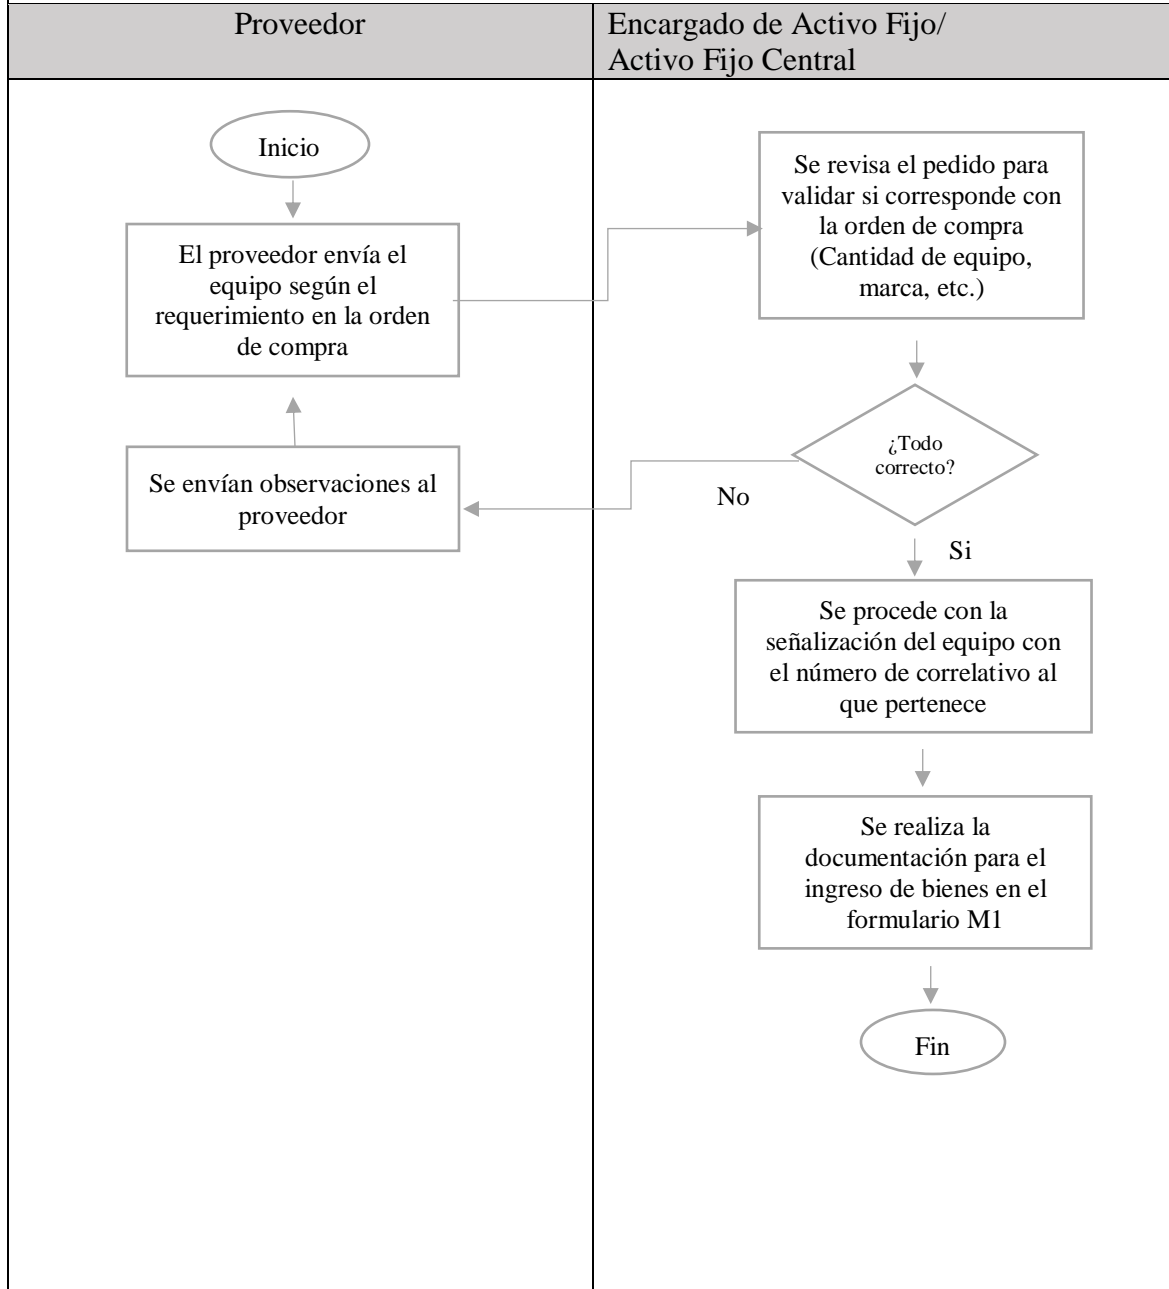 Proveedor
Encargado de Activo Fijo/
Activo Fijo Central
Inicio
El proveedor envía el
equipo según el
requerimiento en la orden
de compra
Se revisa el pedido para
validar si corresponde con
la orden de compra
(Cantidad de equipo,
marca, etc.)
¿Todo
correcto?
No
Se envían observaciones al
proveedor
Si
Se procede con la
señalización del equipo con
el número de correlativo al
que pertenece
Se realiza la
documentación para el
ingreso de bienes en el
formulario M1
Fin